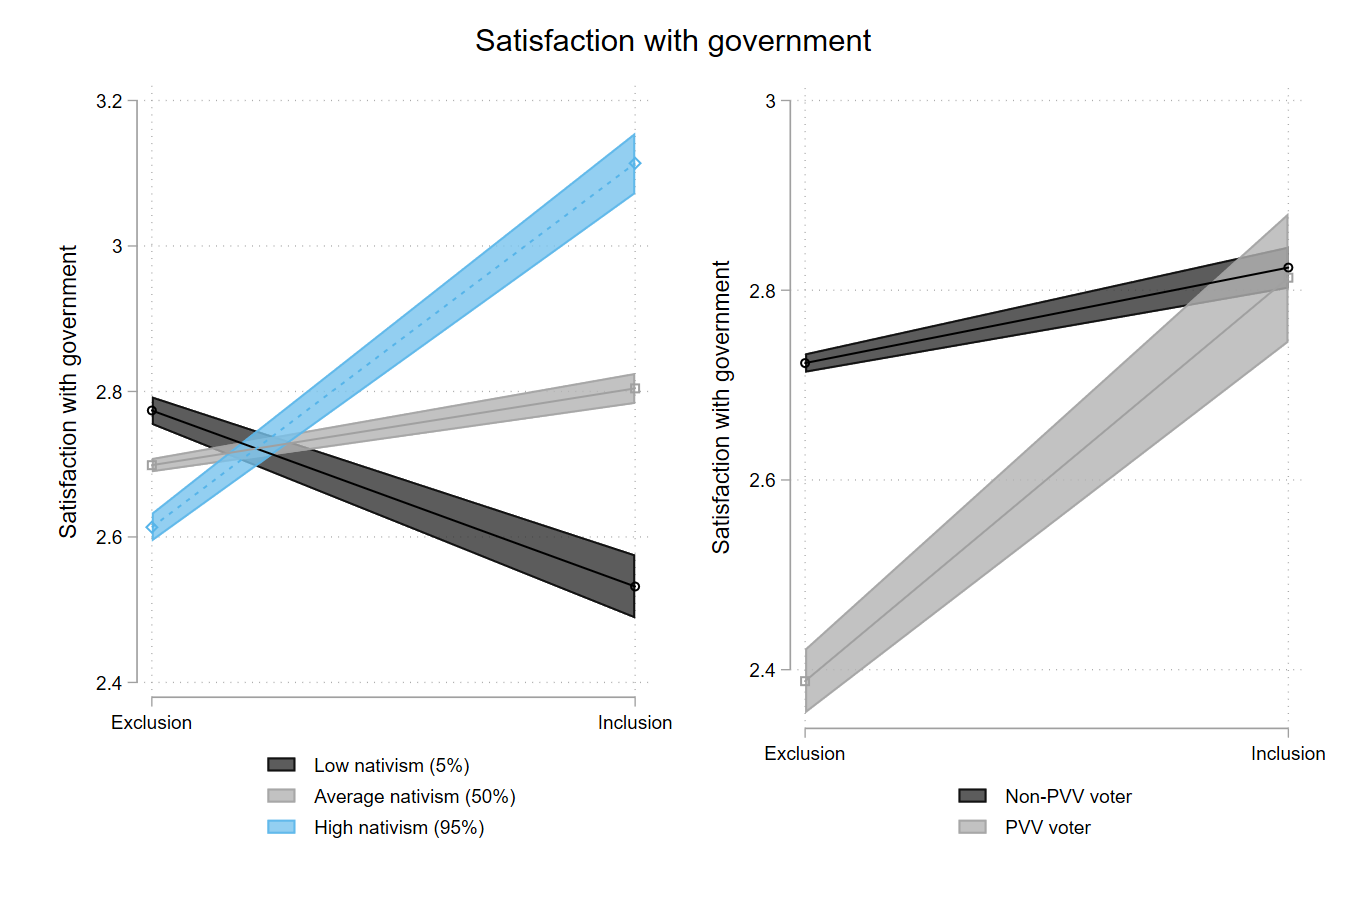 Satisfaction with government
Satisfaction with government
3.2
3
2.8
2.6
2.4
Exclusion
Inclusion
Low nativism (5%)
Average nativism (50%)
High nativism (95%)
Satisfaction with government
3
2.8
2.6
2.4
Exclusion
Inclusion
Non-PVV voter
PVV voter